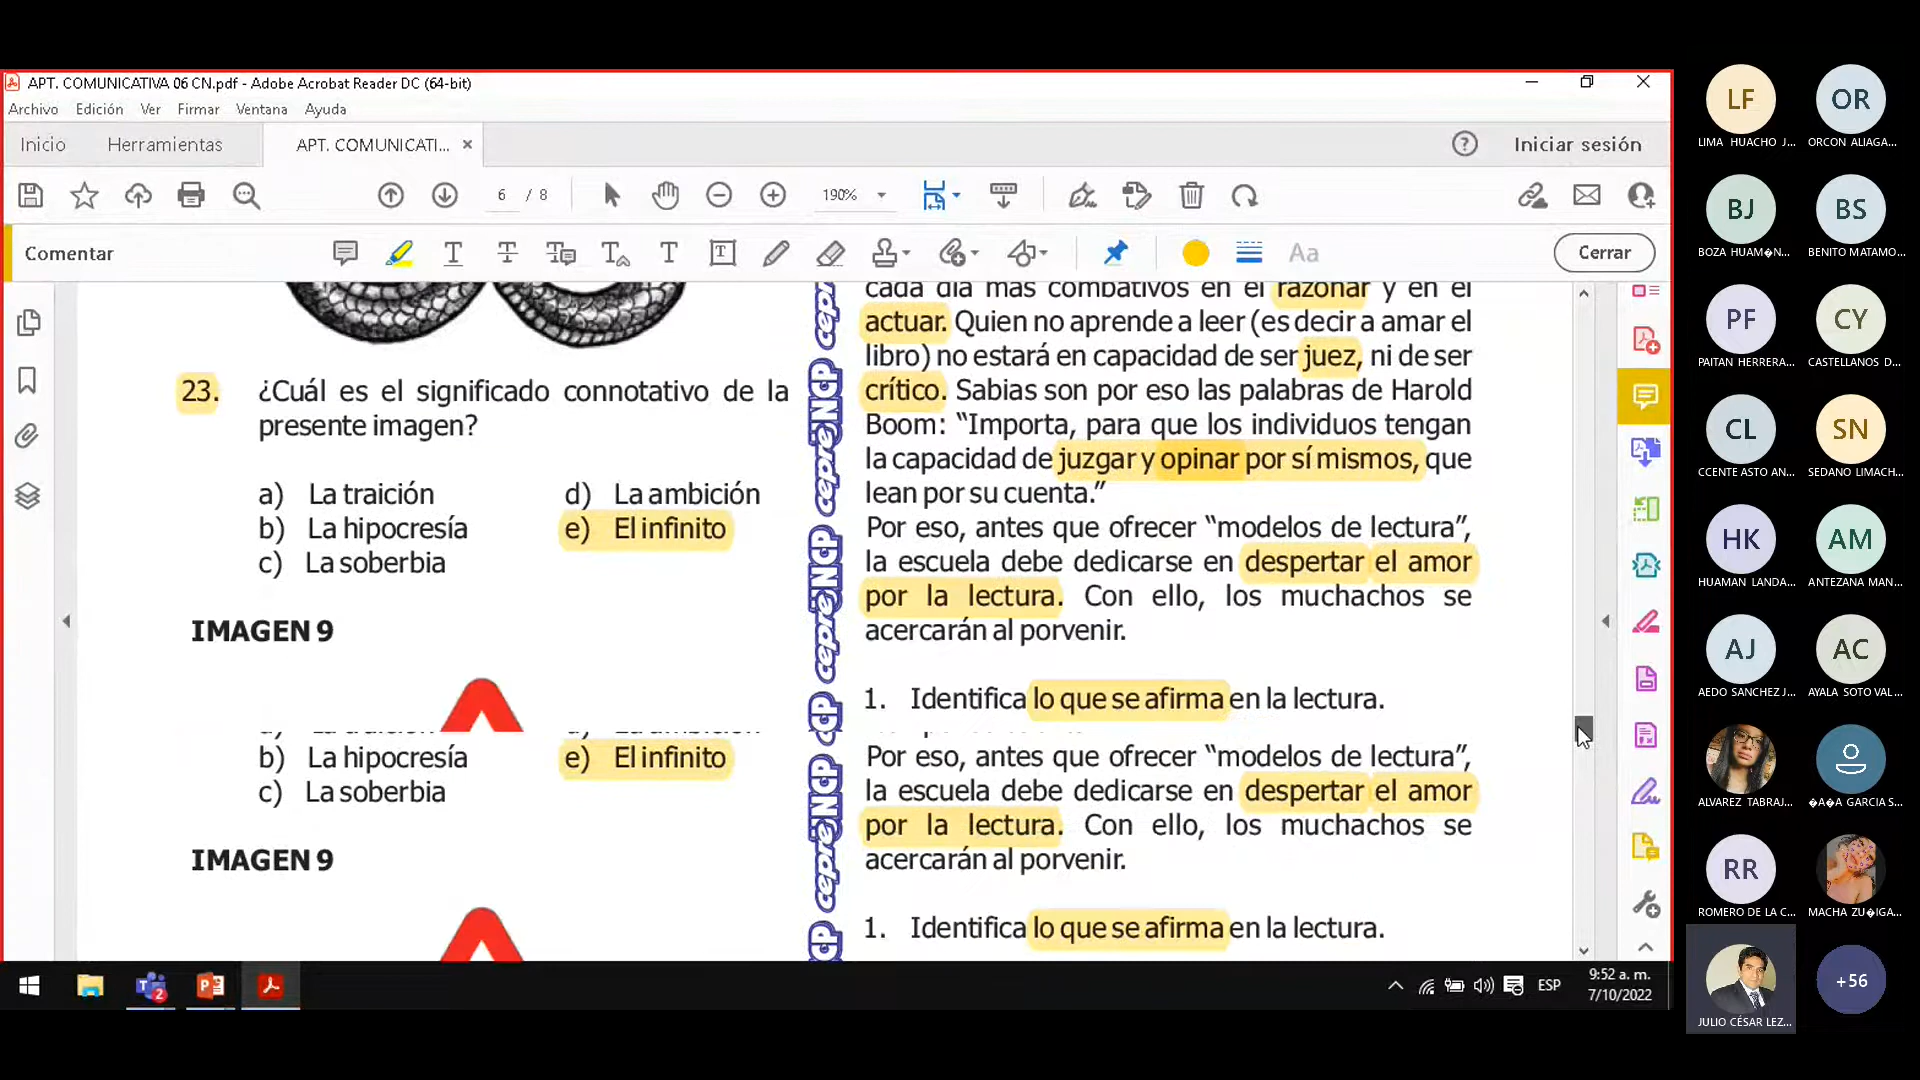 APT. COMUNICATIVA 06 CN.pdf - Adobe Acrobat Reader DC (64-bit)
Archivo Edición Ver Firmar Ventana Ayuda
Inicio Herramientas APT. COMUNICATI... × ? Iniciar sesión
6 / 8 190%
Comentar Aa Cerrar
23. ¿Cuál es el significado connotativo de la
presente imagen?
a) La traición d) La ambición
b) La hipocresía e) El infinito
c) La soberbia
IMAGEN 9
b) La hipocresía e) El infinito
c) La soberbia
IMAGEN 9
cepreUNCP
cada día más combativos en el razonar y en el
actuar. Quien no aprende a leer (es decir a amar el
libro) no estará en capacidad de ser juez, ni de ser
crítico. Sabias son por eso las palabras de Harold
Boom: “Importa, para que los individuos tengan
la capacidad de juzgar y opinar por sí mismos, que
lean por su cuenta.”
Por eso, antes que ofrecer “modelos de lectura”,
la escuela debe dedicarse en despertar el amor
por la lectura. Con ello, los muchachos se
acercarán al porvenir.
1. Identifica lo que se afirma en la lectura.
Por eso, antes que ofrecer “modelos de lectura”,
la escuela debe dedicarse en despertar el amor
por la lectura. Con ello, los muchachos se
acercarán al porvenir.
1. Identifica lo que se afirma en la lectura.
2
ESP
9:52 a. m.
7/10/2022
LF OR
LIMA HUACHO J... ORCON ALIAGA...
BJ BS
BOZA HUAM�N... BENITO MATAMO...
PF CY
PAITAN HERRERA... CASTELLANOS D...
CL SN
CCENTE ASTO AN... SEDANO LIMACH...
HK AM
HUAMAN LANDA... ANTEZANA MAN...
AJ AC
AEDO SANCHEZ J... AYALA SOTO VAL...
ALVAREZ TABRAJ... �A�A GARCIA S...
RR
ROMERO DE LA C... MACHA ZU�IGA...
+56
JULIO CÉSAR LEZ...